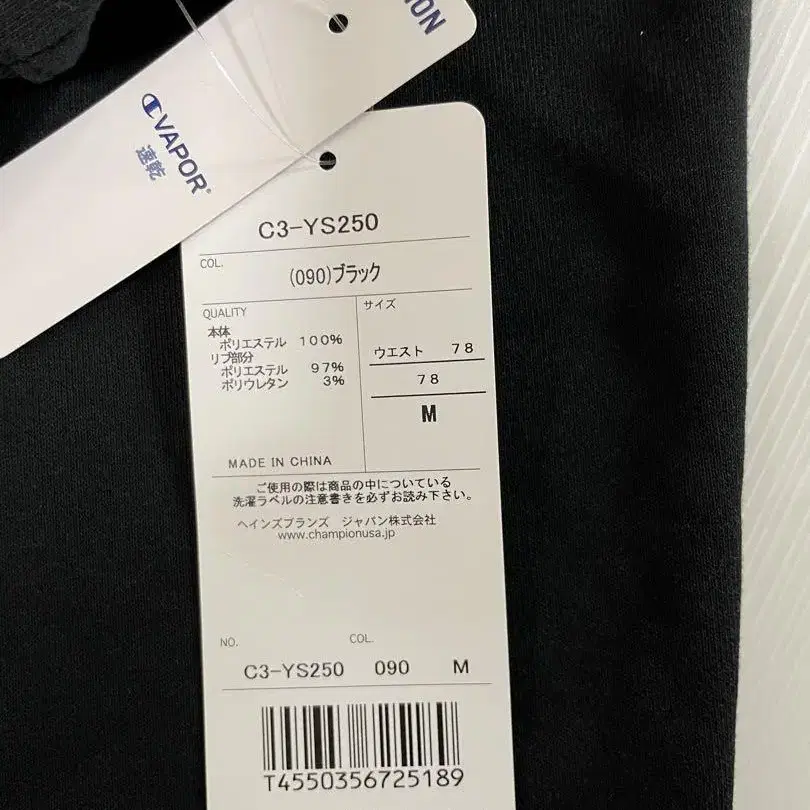 ION
VAPOR®
速乾
C3-YS250
COL.
(090)ブラック
QUALITY
本体
ポリエステル 100%
リブ部分
ポリエステル 97%
ポリウレタン 3%
MADE IN CHINA
サイズ
ウエスト 78
78
M
ご使用の際は商品の中についている
洗濯ラベルの注意書きを必ずお読み下さい。
ヘインズブランズ ジャパン株式会社
www.championusa.jp
NO. COL.
C3-YS250 090 M
T4550356725189